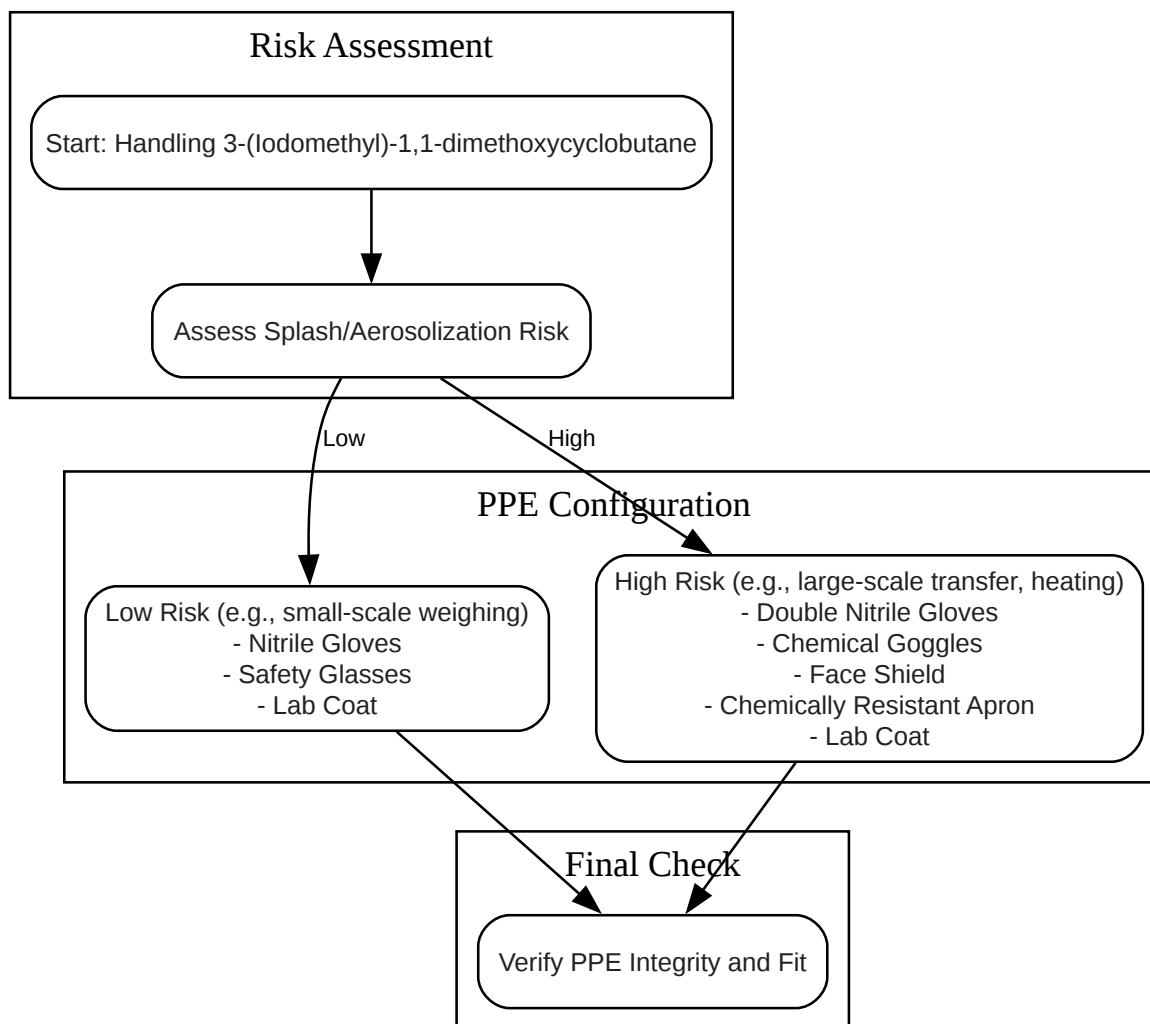 Risk Assessment
Start: Handling 3-(Iodomethyl)-1,1-dimethoxycyclobutane
Assess Splash/Aerosolization Risk
Low
High
PPE Configuration
Low Risk (e.g., small-scale weighing)
- Nitrile Gloves
- Safety Glasses
- Lab Coat
High Risk (e.g., large-scale transfer, heating)
- Double Nitrile Gloves
- Chemical Goggles
- Face Shield
- Chemically Resistant Apron
- Lab Coat
Final Check
Verify PPE Integrity and Fit